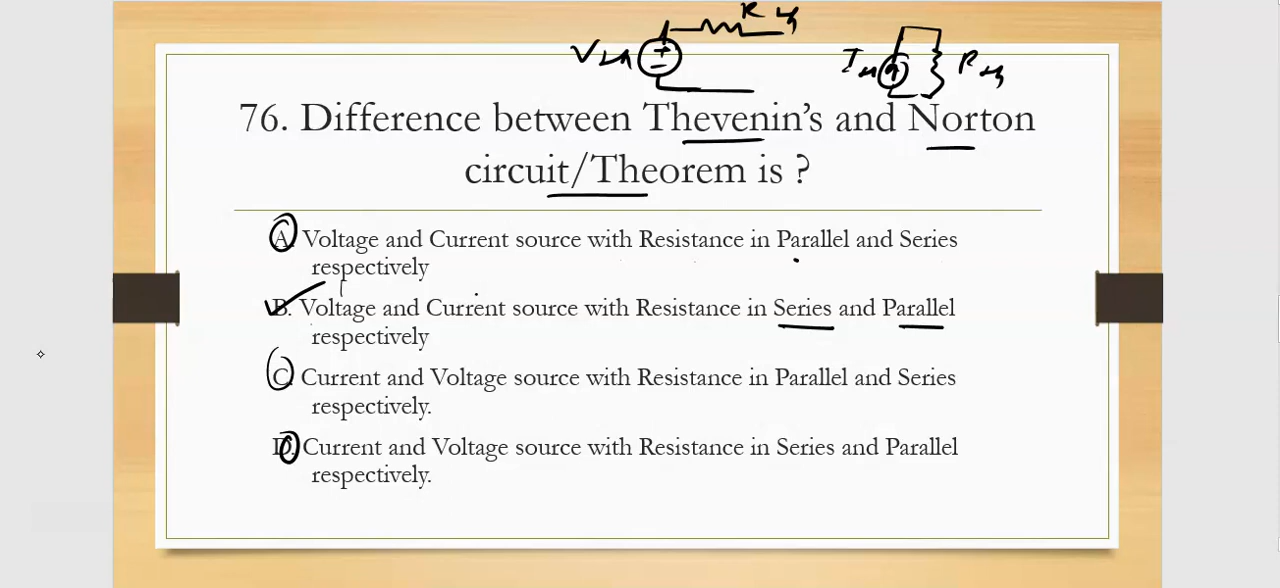 76. Difference between Thevenin's and Norton
circuit/Theorem is ?
A. Voltage and Current source with Resistance in Parallel and Series
respectively
B. Voltage and Current source with Resistance in Series and Parallel
respectively
C. Current and Voltage source with Resistance in Parallel and Series
respectively.
D. Current and Voltage source with Resistance in Series and Parallel
respectively.